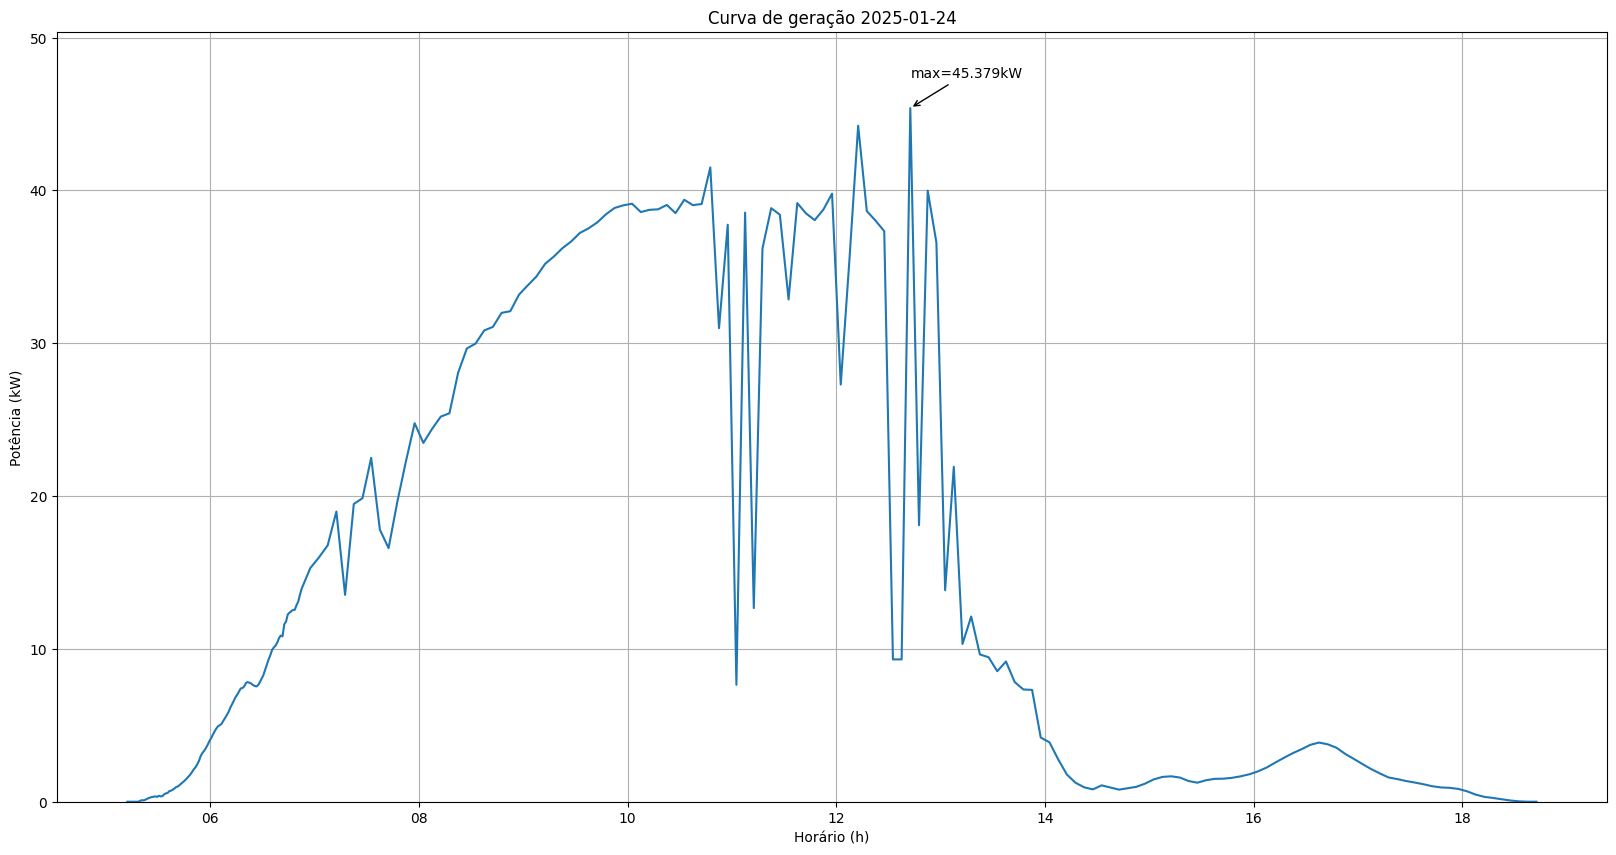 Curva de geração 2025-01-24
50
max=45.379kW
40
30
Potência (kW)
20
10
0
06 08 10 12 14 16 18
Horário (h)